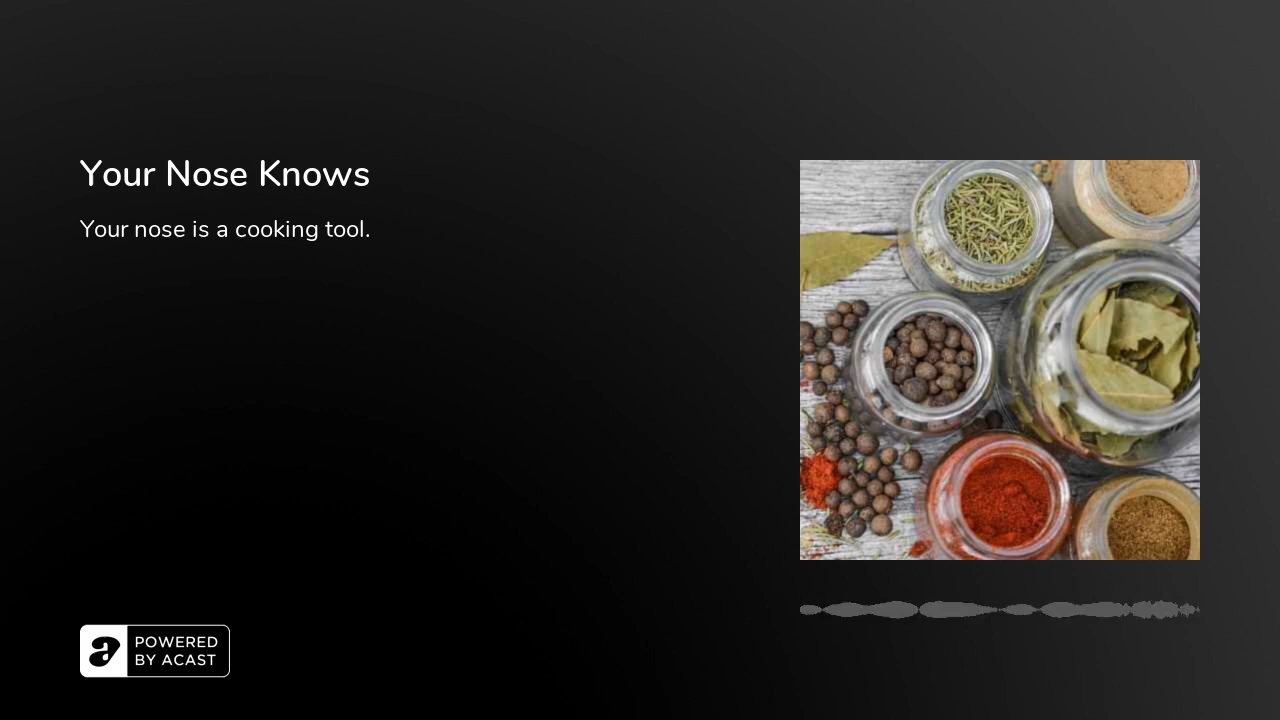 Your Nose Knows
Your nose is a cooking tool.
a
POWERED
BY ACAST